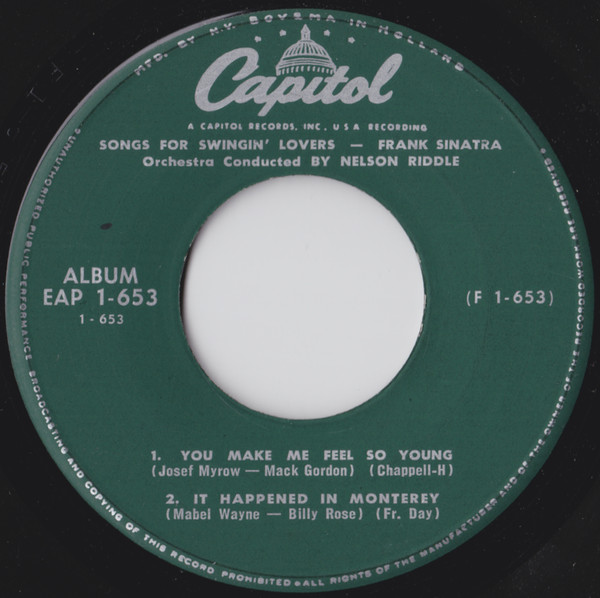 MFD. BY N.V. BOVEMA IN HOLLAND
Capitol
A CAPITOL RECORDS, INC., U S A RECORDING
SONGS FOR SWINGIN' LOVERS — FRANK SINATRA
Orchestra Conducted BY NELSON RIDDLE
ALBUM
EAP 1-653
1 - 653
(F 1-653)
1. YOU MAKE ME FEEL SO YOUNG
(Josef Myrow — Mack Gordon) (Chappell-H)
2. IT HAPPENED IN MONTEREY
(Mabel Wayne — Billy Rose) (Fr. Day)
UNAUTHORIZED PUBLIC PERFORMANCE BROADCASTING AND COPYING OF THIS RECORD PROHIBITED ALL RIGHTS OF THE MANUFACTURER AND OF THE OWNER OF THE RECORDED WORK RESERVED